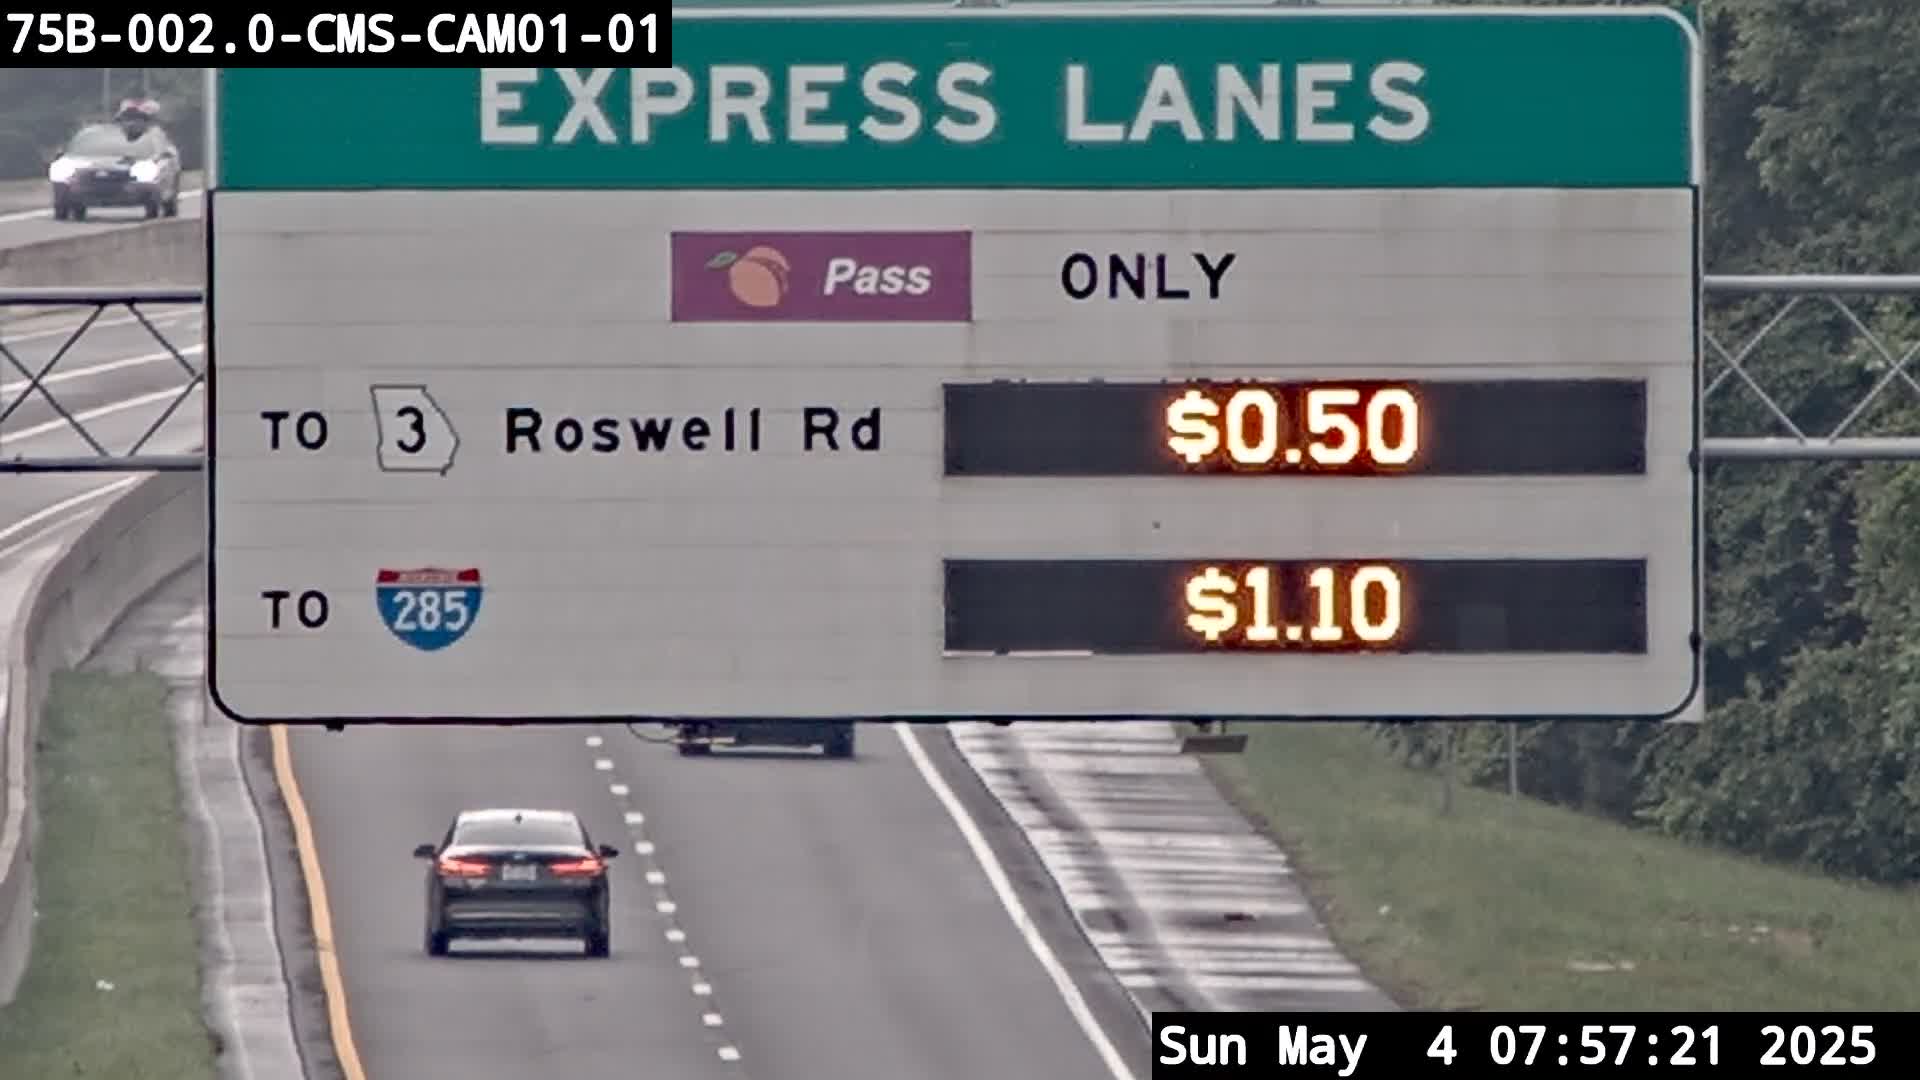 75B-002.0-CMS-CAM01-01
EXPRESS LANES
Pass ONLY
TO 3 Roswell Rd $0.50
TO 285 $1.10
Sun May 4 07:57:21 2025